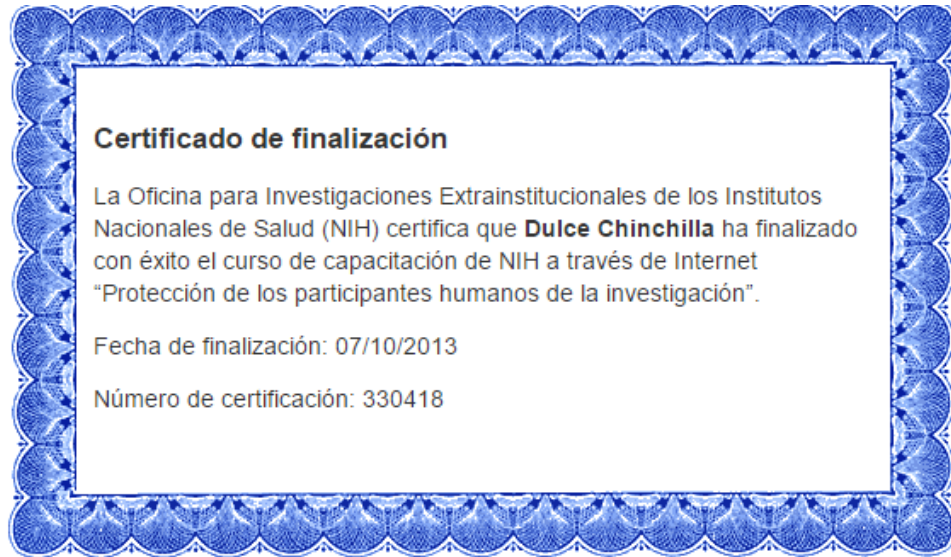 Certificado de finalización
La Oficina para Investigaciones Extrainstitucionales de los Institutos
Nacionales de Salud (NIH) certifica que Dulce Chinchilla ha finalizado
con éxito el curso de capacitación de NIH a través de Internet
“Protección de los participantes humanos de la investigación”.
Fecha de finalización: 07/10/2013
Número de certificación: 330418